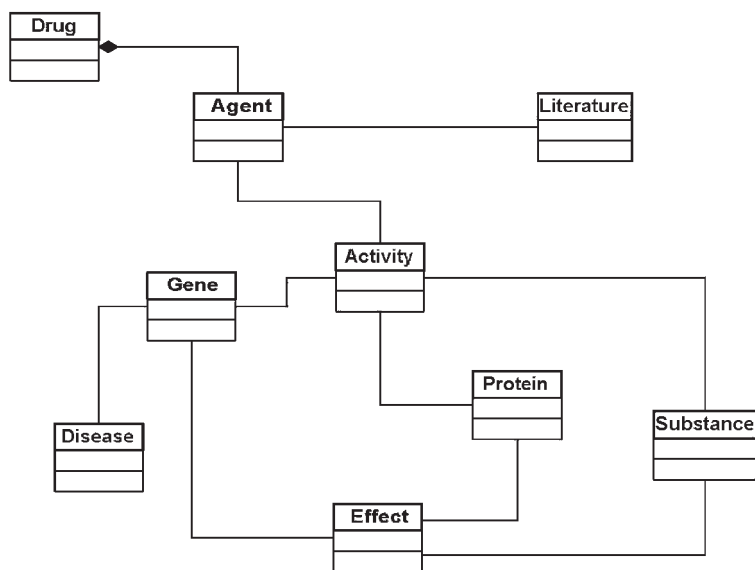 Drug
Agent
Literature
Activity
Gene
Protein
Disease
Substance
Effect